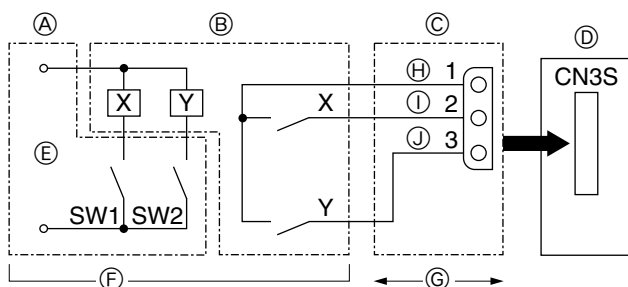 Ⓐ Ⓑ Ⓒ Ⓓ
CN3S
Ⓗ 1
X Y X Ⓘ 2
Ⓙ 3
Ⓔ
SW1 SW2 Y
Ⓕ Ⓖ